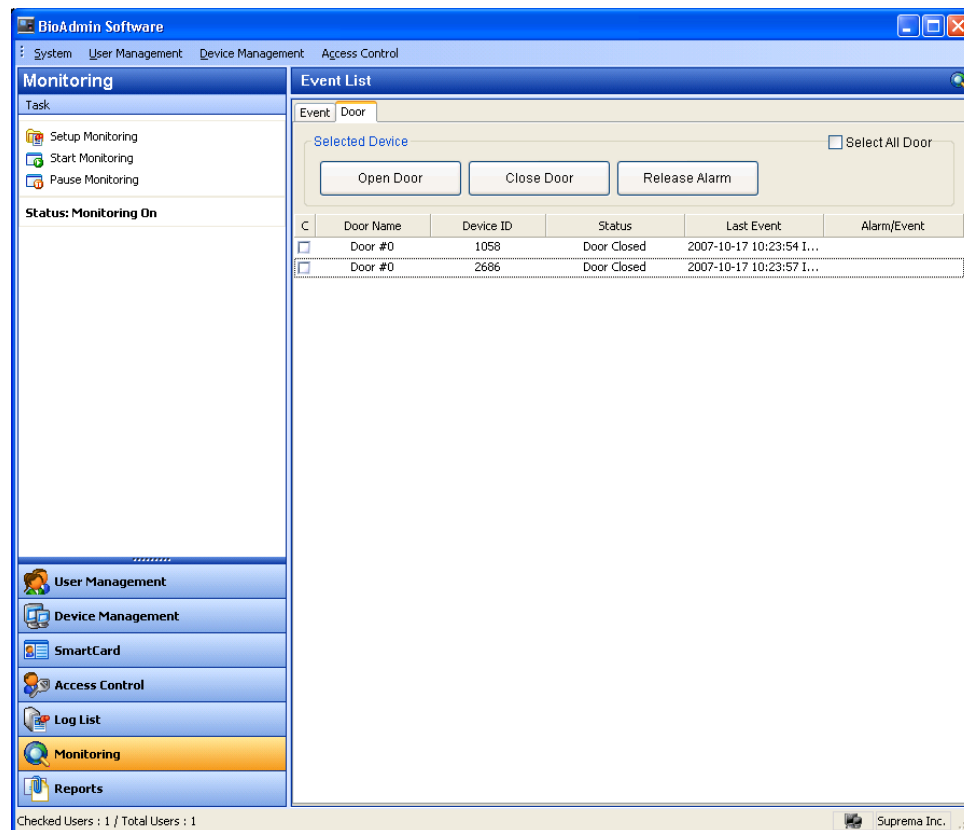 BioAdmin Software
System User Management Device Management Access Control
Monitoring
Task
Setup Monitoring
Start Monitoring
Pause Monitoring
Status: Monitoring On
User Management
Device Management
SmartCard
Access Control
Log List
Monitoring
Reports
Event List
Event Door
Selected Device
Select All Door
Open Door Close Door Release Alarm
C Door Name Device ID Status Last Event Alarm/Event
Door #0 1058 Door Closed 2007-10-17 10:23:54 I...
Door #0 2686 Door Closed 2007-10-17 10:23:57 I...
Checked Users : 1 / Total Users : 1
Suprema Inc.